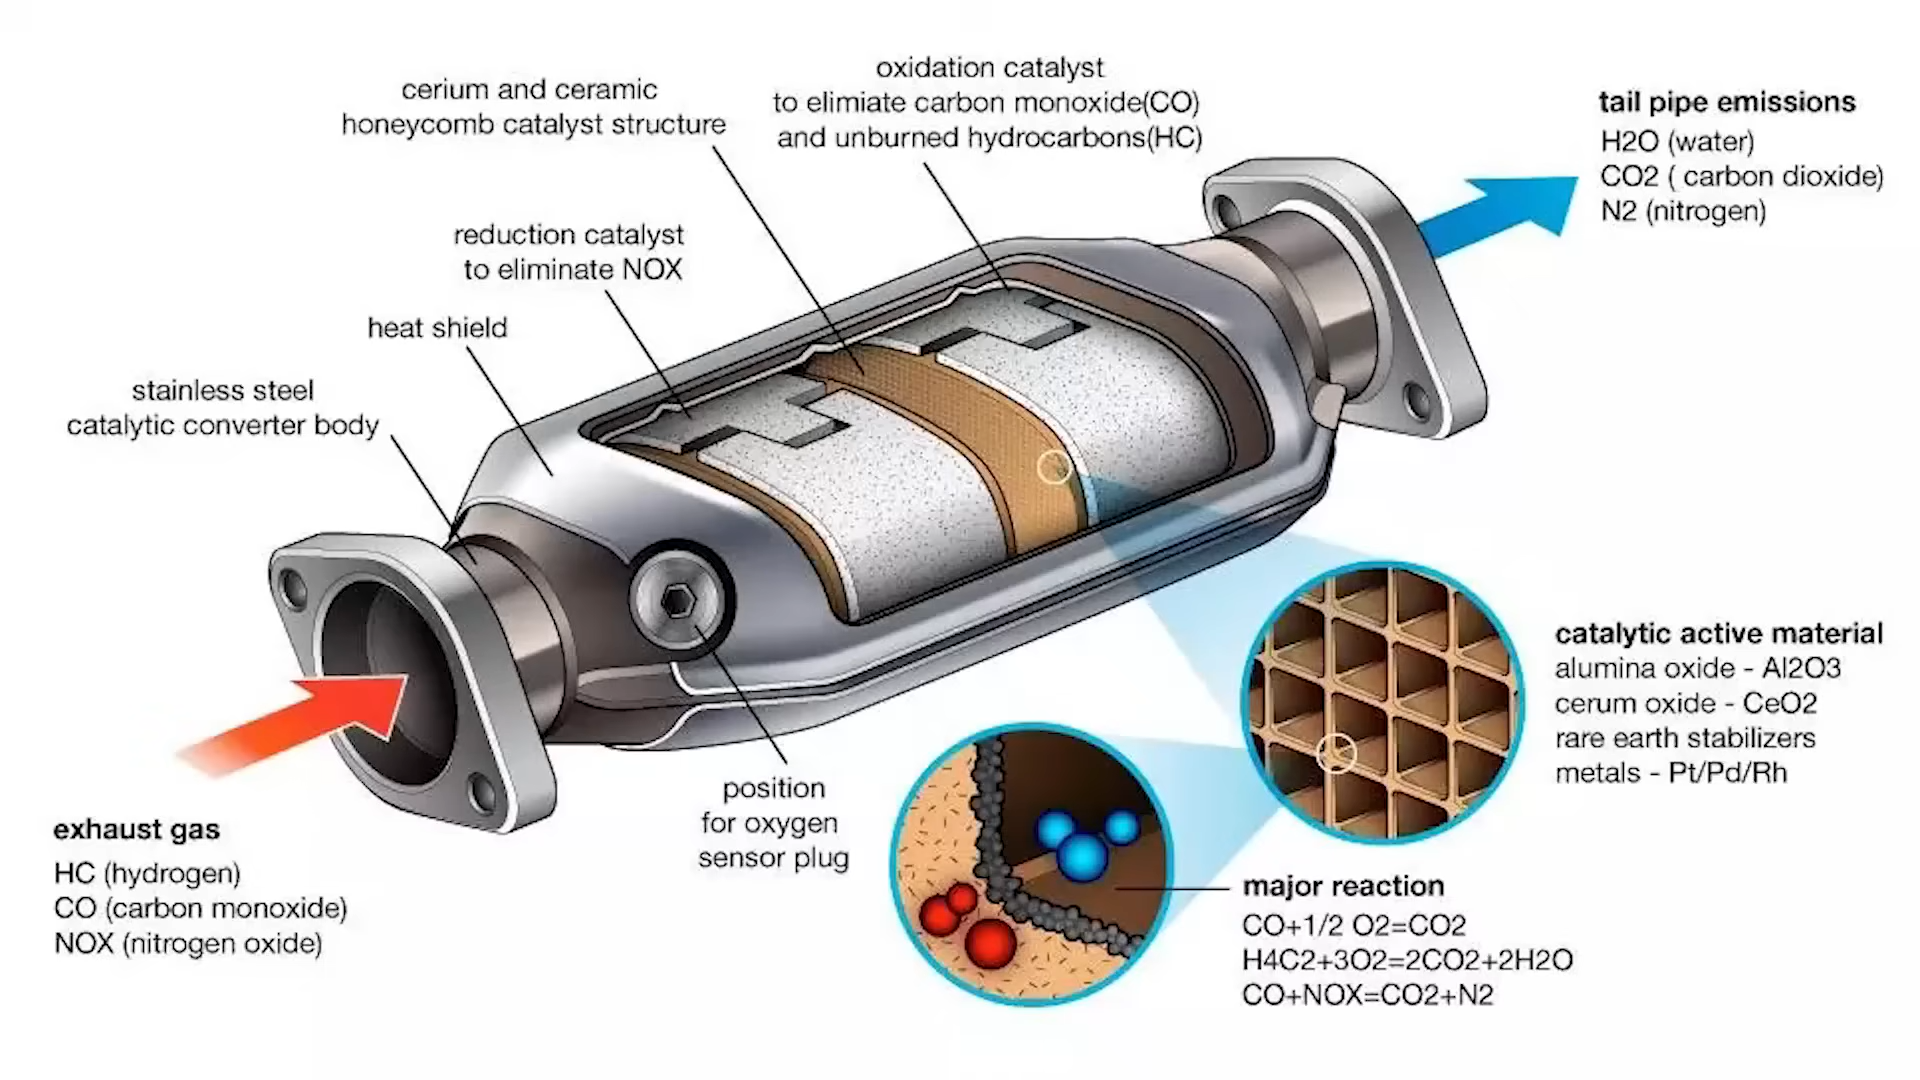 cerium and ceramic
honeycomb catalyst structure
oxidation catalyst
to elimiate carbon monoxide(CO)
and unburned hydrocarbons(HC)
tail pipe emissions
H2O (water)
CO2 ( carbon dioxide)
N2 (nitrogen)
reduction catalyst
to eliminate NOX
heat shield
stainless steel
catalytic converter body
exhaust gas
HC (hydrogen)
CO (carbon monoxide)
NOX (nitrogen oxide)
position
for oxygen
sensor plug
catalytic active material
alumina oxide - Al2O3
cerum oxide - CeO2
rare earth stabilizers
metals - Pt/Pd/Rh
major reaction
CO+1/2 O2=CO2
H4C2+3O2=2CO2+2H2O
CO+NOX=CO2+N2